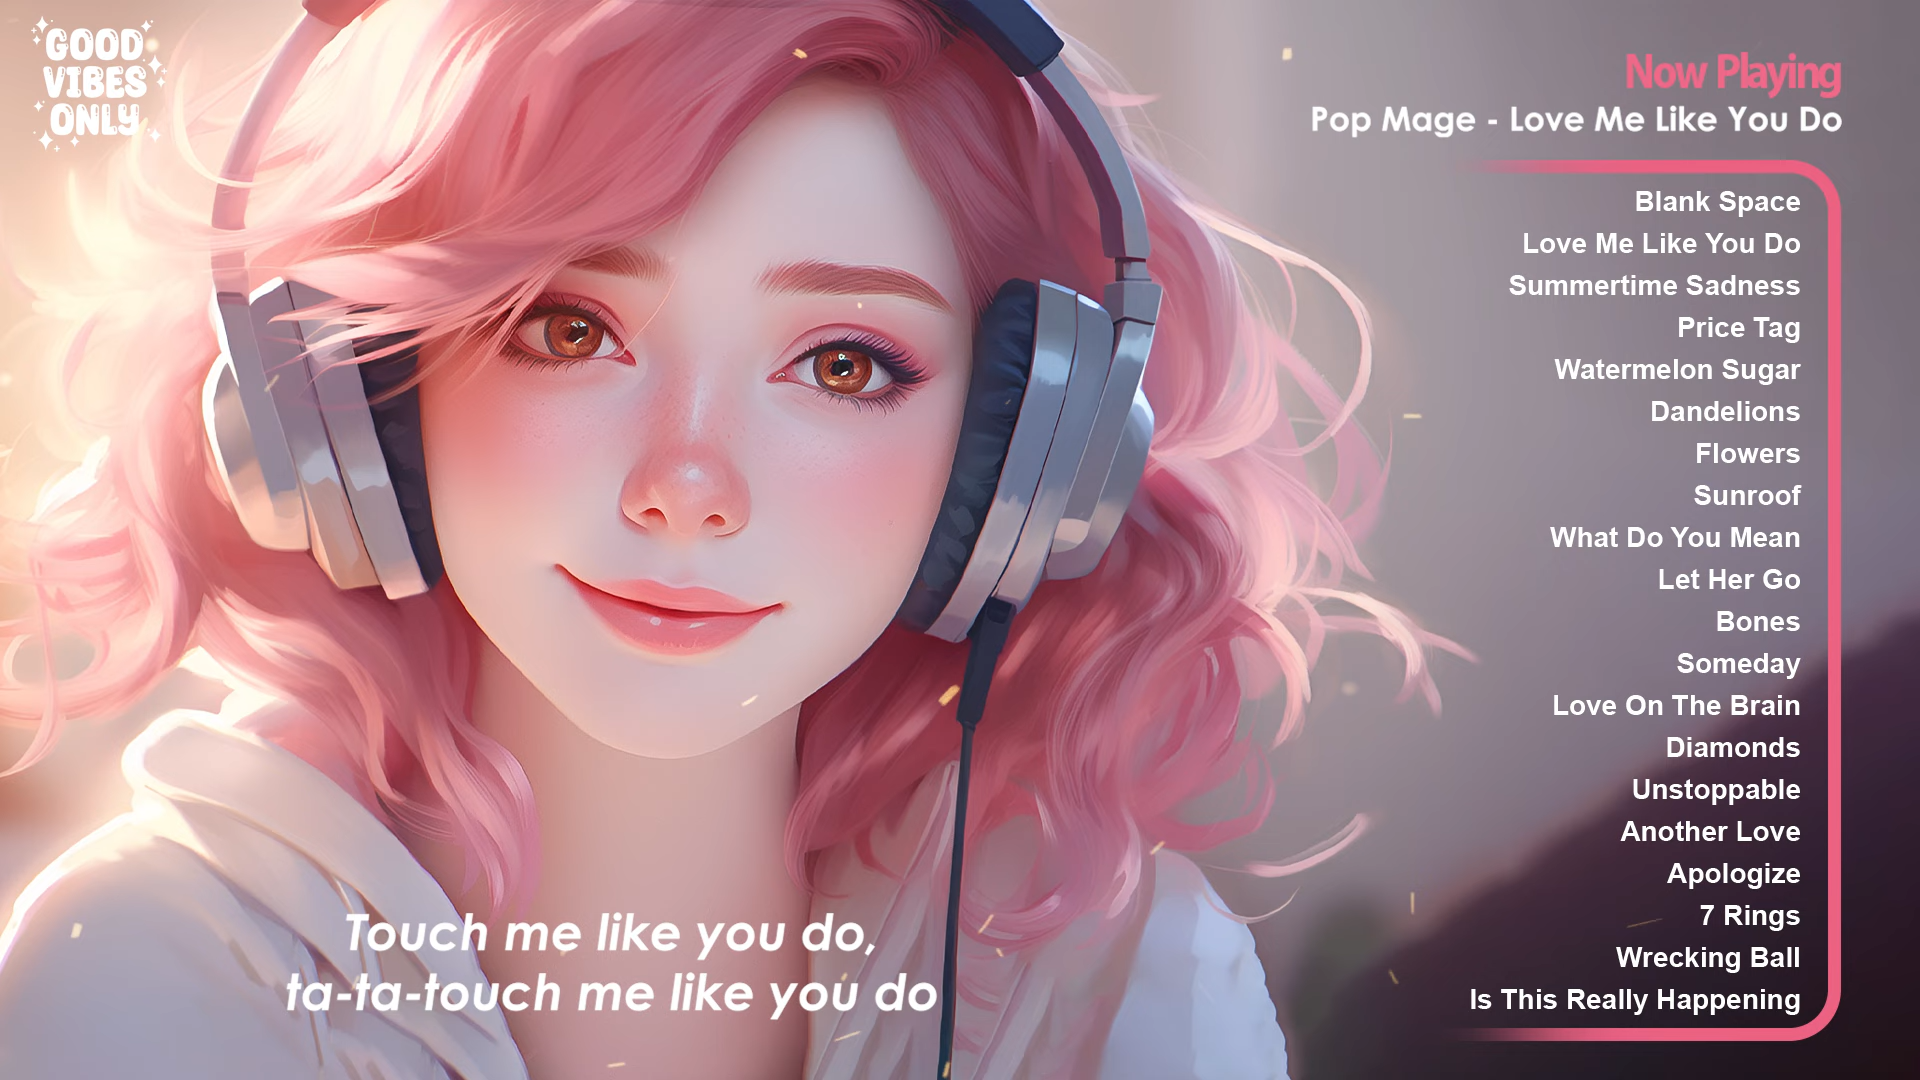 GOOD
VIBES
ONLY
Now Playing
Pop Mage - Love Me Like You Do
Blank Space
Love Me Like You Do
Summertime Sadness
Price Tag
Watermelon Sugar
Dandelions
Flowers
Sunroof
What Do You Mean
Let Her Go
Bones
Someday
Love On The Brain
Diamonds
Unstoppable
Another Love
Apologize
7 Rings
Wrecking Ball
Is This Really Happening
Touch me like you do,
ta-ta-touch me like you do